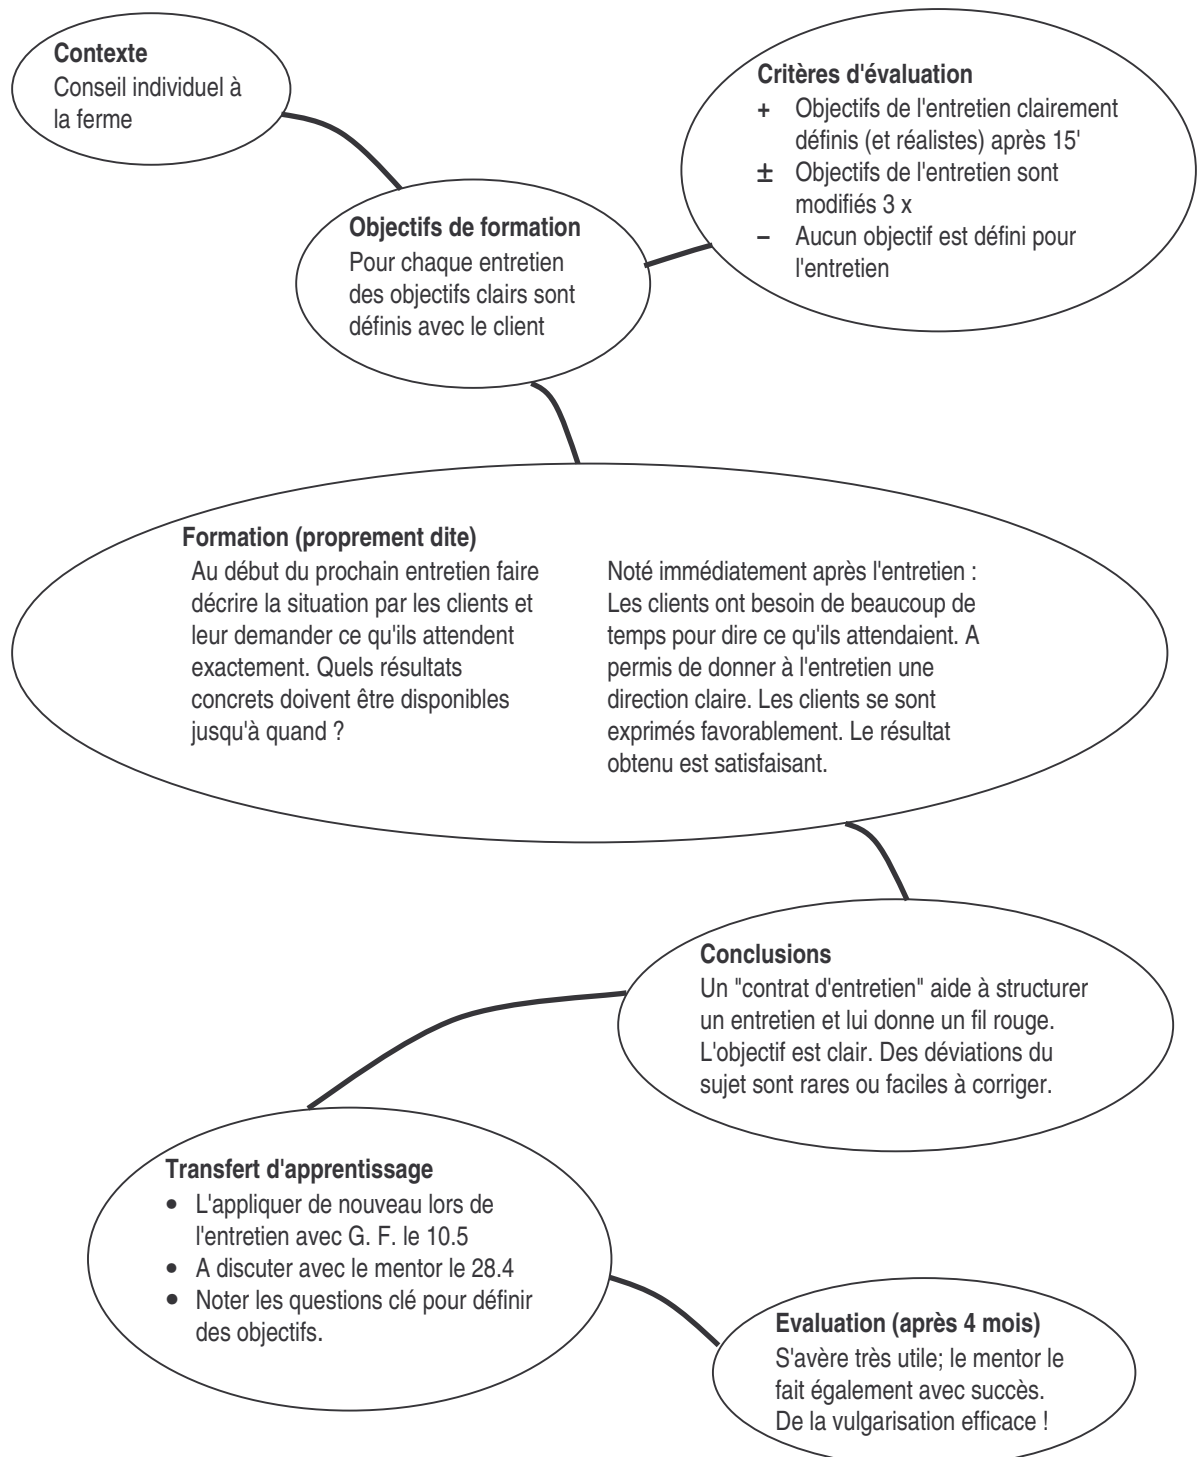 Contexte
Conseil individuel à
la ferme
Critères d'évaluation
+ Objectifs de l'entretien clairement
définis (et réalistes) après 15'
± Objectifs de l'entretien sont
modifiés 3 x
– Aucun objectif est défini pour
l'entretien
Objectifs de formation
Pour chaque entretien
des objectifs clairs sont
définis avec le client
Formation (proprement dite)
Au début du prochain entretien faire
décrire la situation par les clients et
leur demander ce qu'ils attendent
exactement. Quels résultats
concrets doivent être disponibles
jusqu'à quand ?
Noté immédiatement après l'entretien :
Les clients ont besoin de beaucoup de
temps pour dire ce qu'ils attendaient. A
permis de donner à l'entretien une
direction claire. Les clients se sont
exprimés favorablement. Le résultat
obtenu est satisfaisant.
Conclusions
Un "contrat d'entretien" aide à structurer
un entretien et lui donne un fil rouge.
L'objectif est clair. Des déviations du
sujet sont rares ou faciles à corriger.
Transfert d'apprentissage
• L'appliquer de nouveau lors de
l'entretien avec G. F. le 10.5
• A discuter avec le mentor le 28.4
• Noter les questions clé pour définir
des objectifs.
Evaluation (après 4 mois)
S'avère très utile; le mentor le
fait également avec succès.
De la vulgarisation efficace !